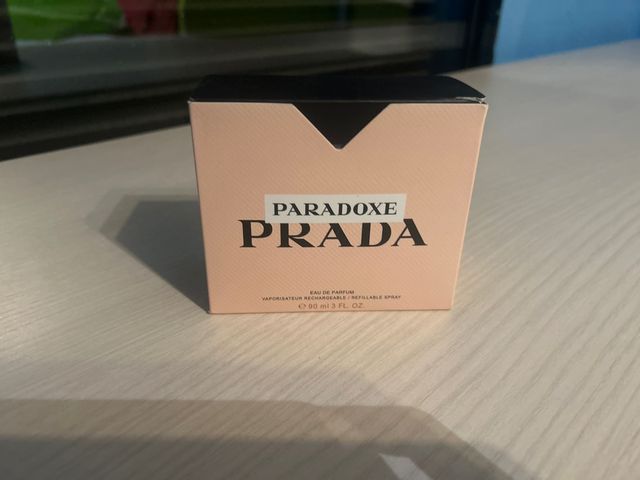 PARADOXE
PRADA
EAU DE PARFUM
VAPORISATEUR RECHARGEABLE / REFILLABLE SPRAY
℮ 90 ml 3 FL. OZ.